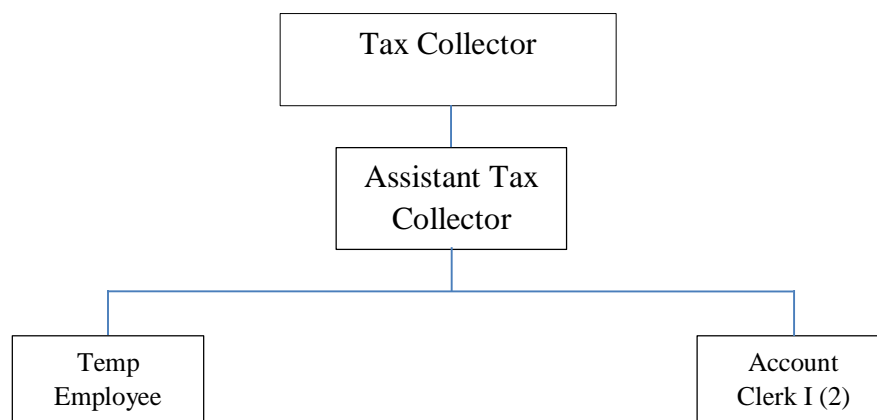 Tax Collector
Assistant Tax
Collector
Temp
Employee
Account
Clerk I (2)